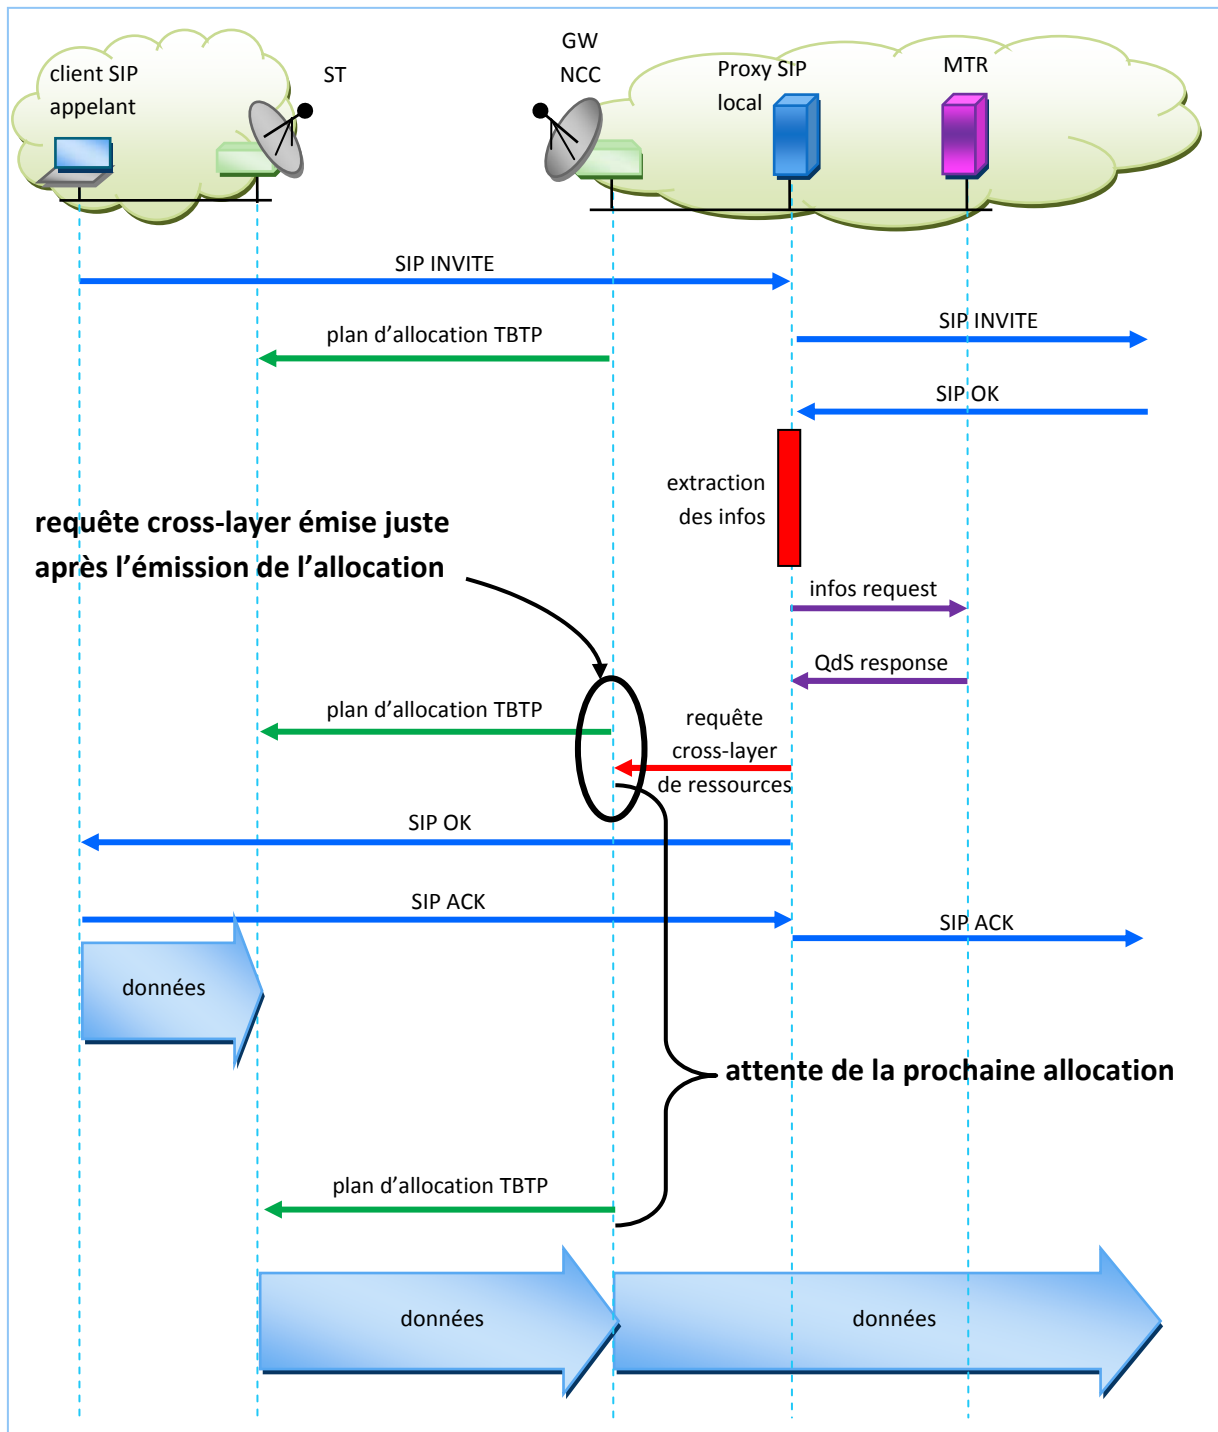 client SIP
appelant
ST
GW
NCC
Proxy SIP
local
MTR
SIP INVITE
SIP INVITE
plan d’allocation TBTP
SIP OK
extraction
des infos
requête cross-layer émise juste
après l’émission de l’allocation
infos request
QdS response
plan d’allocation TBTP
requête
cross-layer
de ressources
SIP OK
SIP ACK
SIP ACK
données
attente de la prochaine allocation
plan d’allocation TBTP
données
données